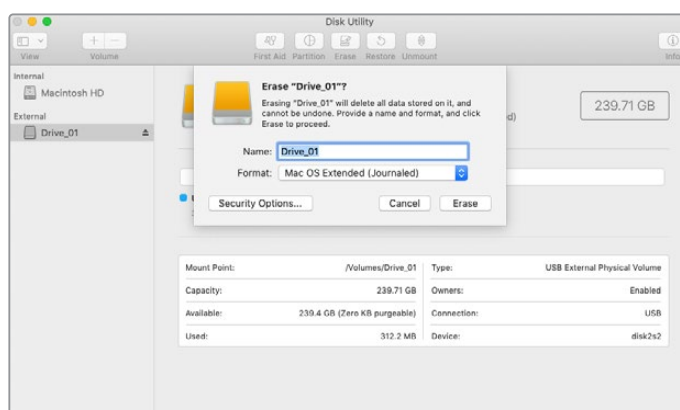 Disk Utility
View
Volume
First Aid
Partition
Erase
Restore
Unmount
Info
Internal
Macintosh HD
External
Drive_01
Erase "Drive_01"?
Erasing "Drive_01" will delete all data stored on it, and
cannot be undone. Provide a name and format, and click
Erase to proceed.
Name: Drive_01
Format: Mac OS Extended (Journaled)
Security Options...
Cancel
Erase
d)
239.71 GB
Mount Point: /Volumes/Drive_01
Type: USB External Physical Volume
Capacity: 239.71 GB
Owners: Enabled
Available: 239.4 GB (Zero KB purgeable)
Connection: USB
Used: 312.2 MB
Device: disk2s2